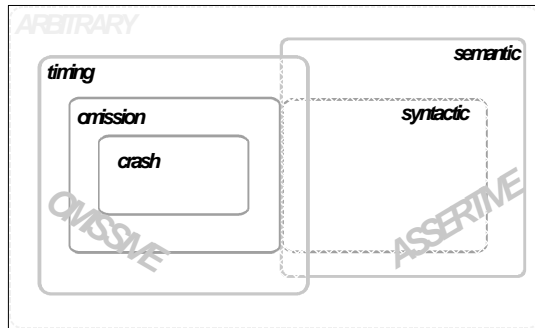 ARBITRARY
semantic
timing
omission
syntactic
crash
OMISSIVE
ASSERTIVE